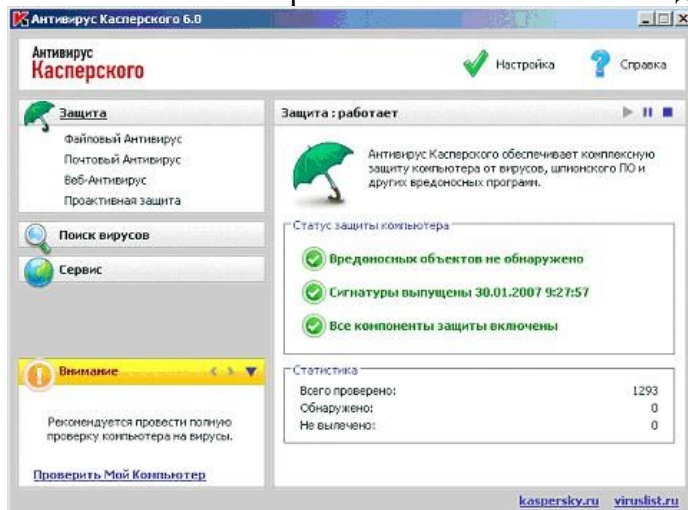 Антивирус Касперского 6.0
Антивирус
Касперского
Настройка
Справка
Защита
Файловый Антивирус
Почтовый Антивирус
Веб-Антивирус
Проактивная защита
Поиск вирусов
Сервис
Внимание
Рекомендуется провести полную
проверку компьютера на вирусы.
Проверить Мой Компьютер
Защита : работает
Антивирус Касперского обеспечивает комплексную
защиту компьютера от вирусов, шпионского ПО и
других вредоносных программ.
Статус защиты компьютера
Вредоносных объектов не обнаружено
Сигнатуры выпущены 30.01.2007 9:27:57
Все компоненты защиты включены
Статистика
Всего проверено: 1293
Обнаружено: 0
Не вылечено: 0
kaspersky.ru viruslist.ru